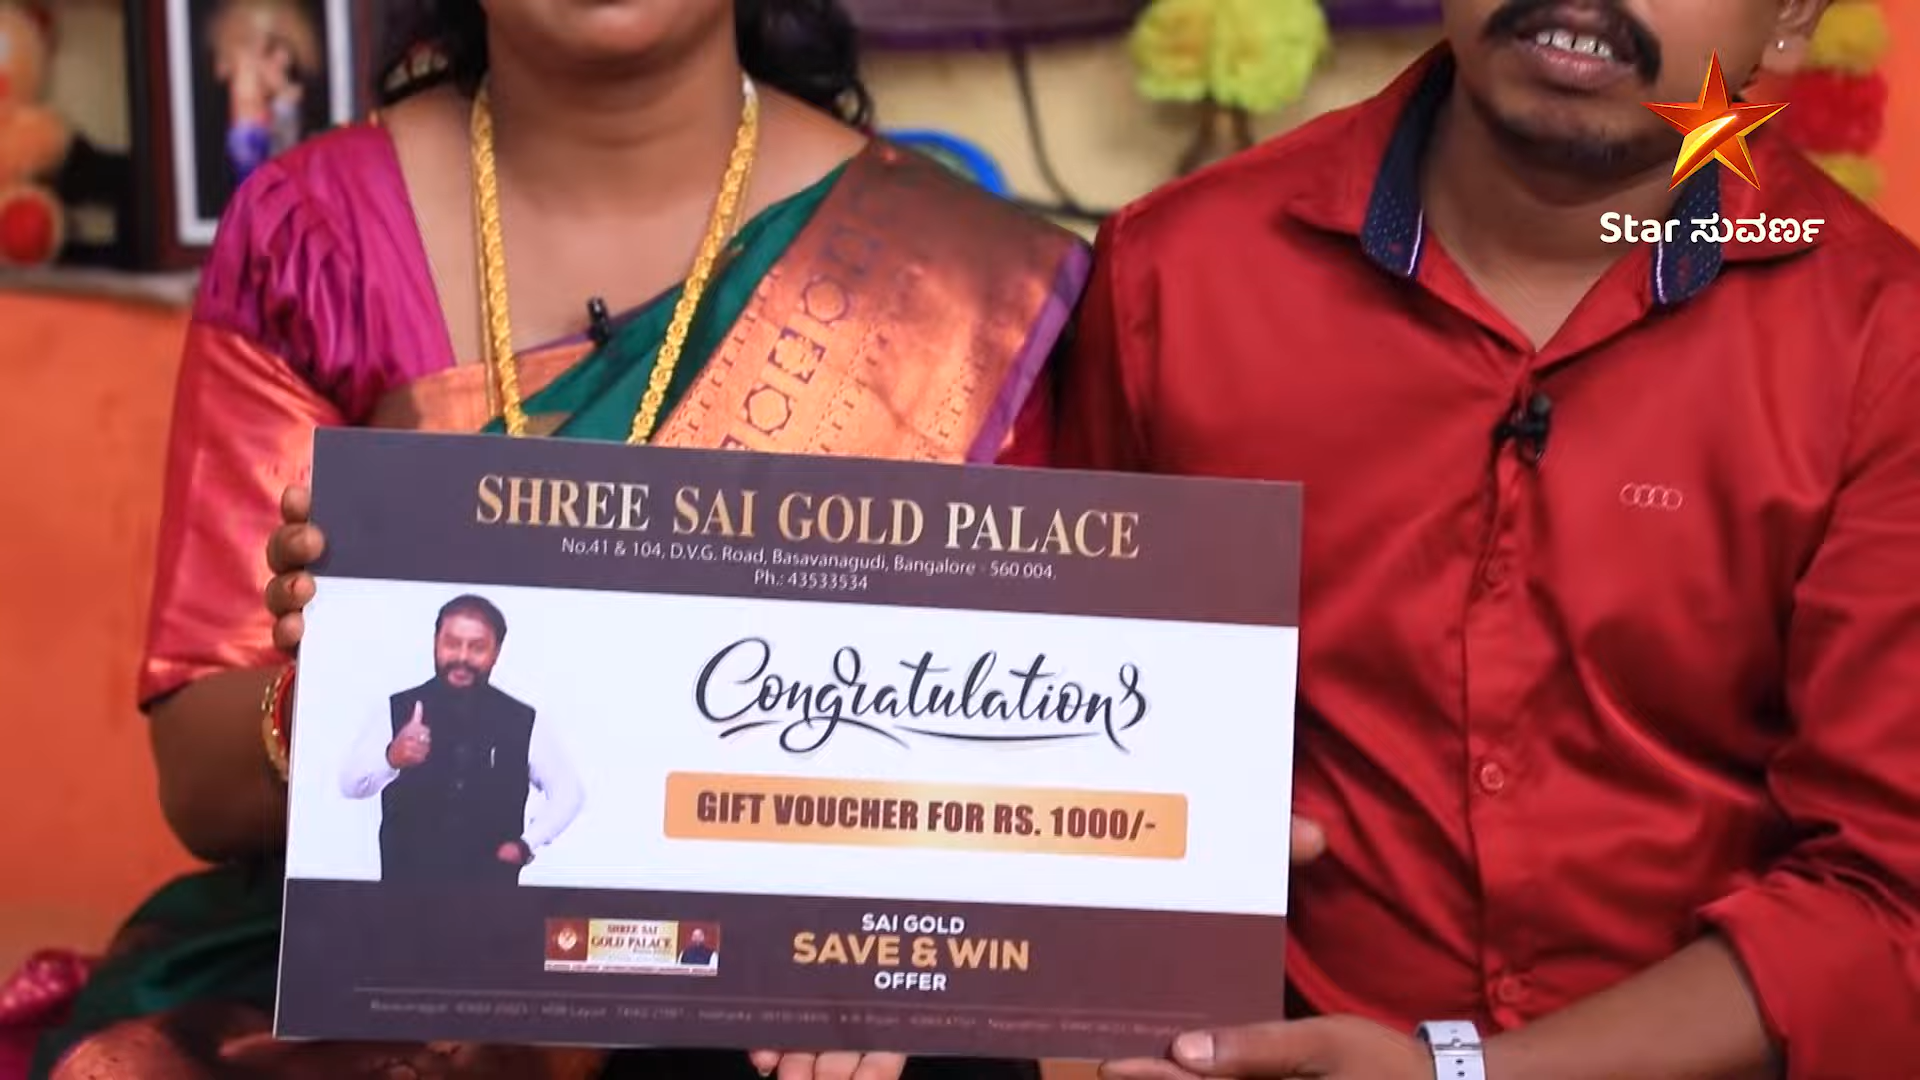 Star ಸುವರ್ಣ
SHREE SAI GOLD PALACE
No.41 & 104, D.V.G. Road, Basavanagudi, Bangalore - 560 004.
Ph.: 43533534
Congratulations
GIFT VOUCHER FOR RS. 1000/-
SHREE SAI
GOLD PALACE
SAI GOLD
SAVE & WIN
OFFER